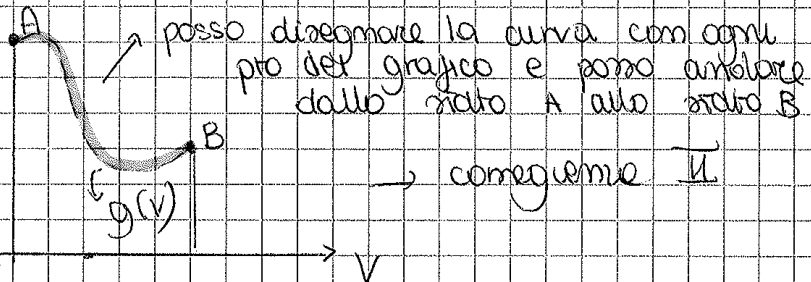 A
posso disegnare la curva con ogni
pto del grafico e posso andare
dallo stato A allo stato B
B
→ conseguenze II
g(V)
V